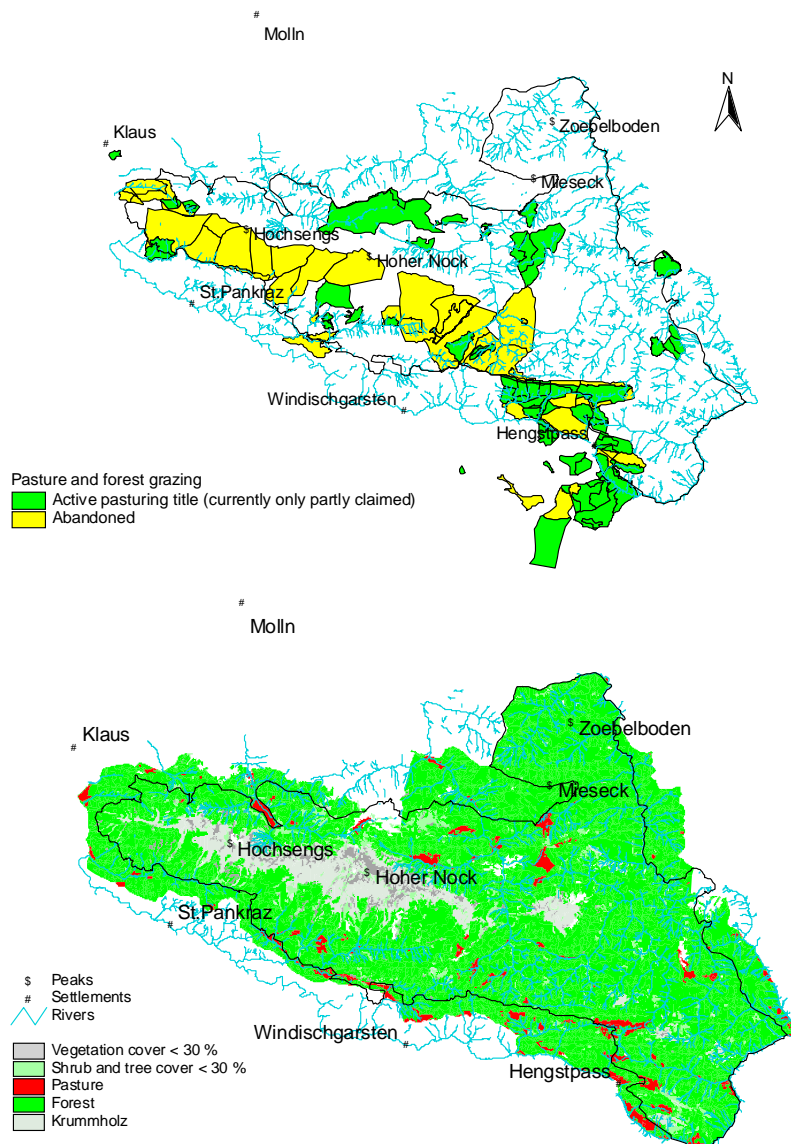 #
Molln
N
$ Zoebelboden
Klaus
#
$ Mieseck
$ Hochsengs
$ Hoher Nock
St.Pankraz
#
Windischgarsten
#
Hengstpass
Pasture and forest grazing
Active pasturing title (currently only partly claimed)
Abandoned
#
Molln
$ Zoebelboden
Klaus
#
$ Mieseck
$ Hochsengs
$ Hoher Nock
St.Pankraz
#
$ Peaks
# Settlements
Rivers
Windischgarsten
#
Vegetation cover < 30 %
Shrub and tree cover < 30 %
Pasture
Forest
Krummholz
Hengstpass
#